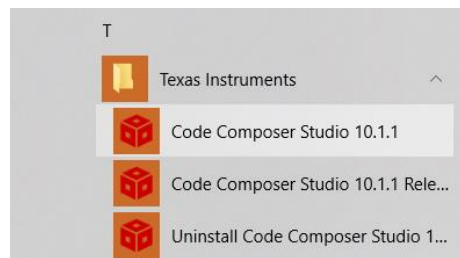 T
Texas Instruments
Code Composer Studio 10.1.1
Code Composer Studio 10.1.1 Rele...
Uninstall Code Composer Studio 1...